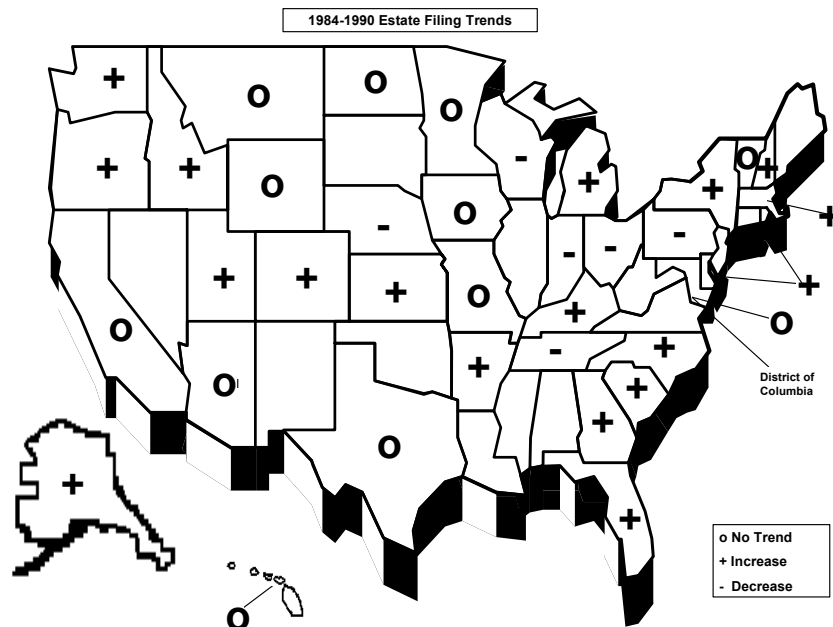 1984-1990 Estate Filing Trends
+ o o o
+ + o - + + o +
o o - +
+ + + o - - -
+ o
o + - + District of
Columbia
o + + +
o
+ +
o
o No Trend
+ Increase
- Decrease